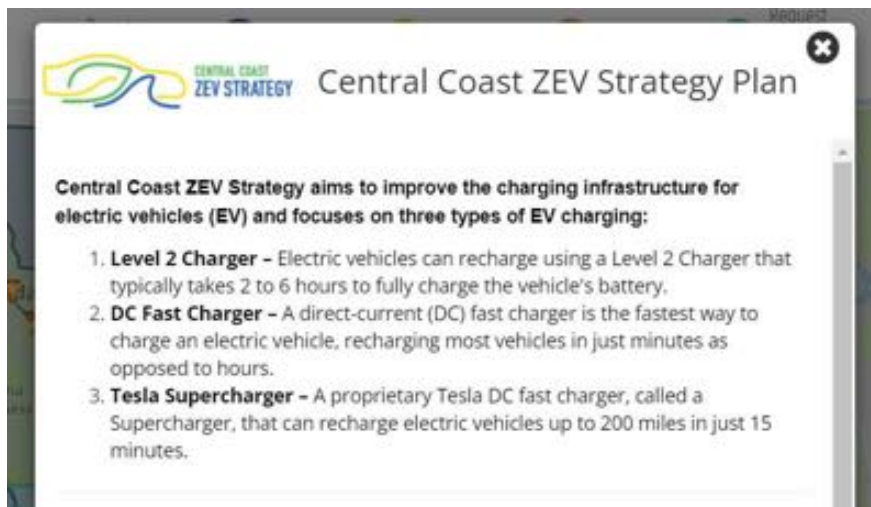 Request
CENTRAL COAST
ZEV STRATEGY
Central Coast ZEV Strategy Plan
Central Coast ZEV Strategy aims to improve the charging infrastructure for
electric vehicles (EV) and focuses on three types of EV charging:
1. Level 2 Charger – Electric vehicles can recharge using a Level 2 Charger that
typically takes 2 to 6 hours to fully charge the vehicle's battery.
2. DC Fast Charger – A direct-current (DC) fast charger is the fastest way to
charge an electric vehicle, recharging most vehicles in just minutes as
opposed to hours.
3. Tesla Supercharger – A proprietary Tesla DC fast charger, called a
Supercharger, that can recharge electric vehicles up to 200 miles in just 15
minutes.